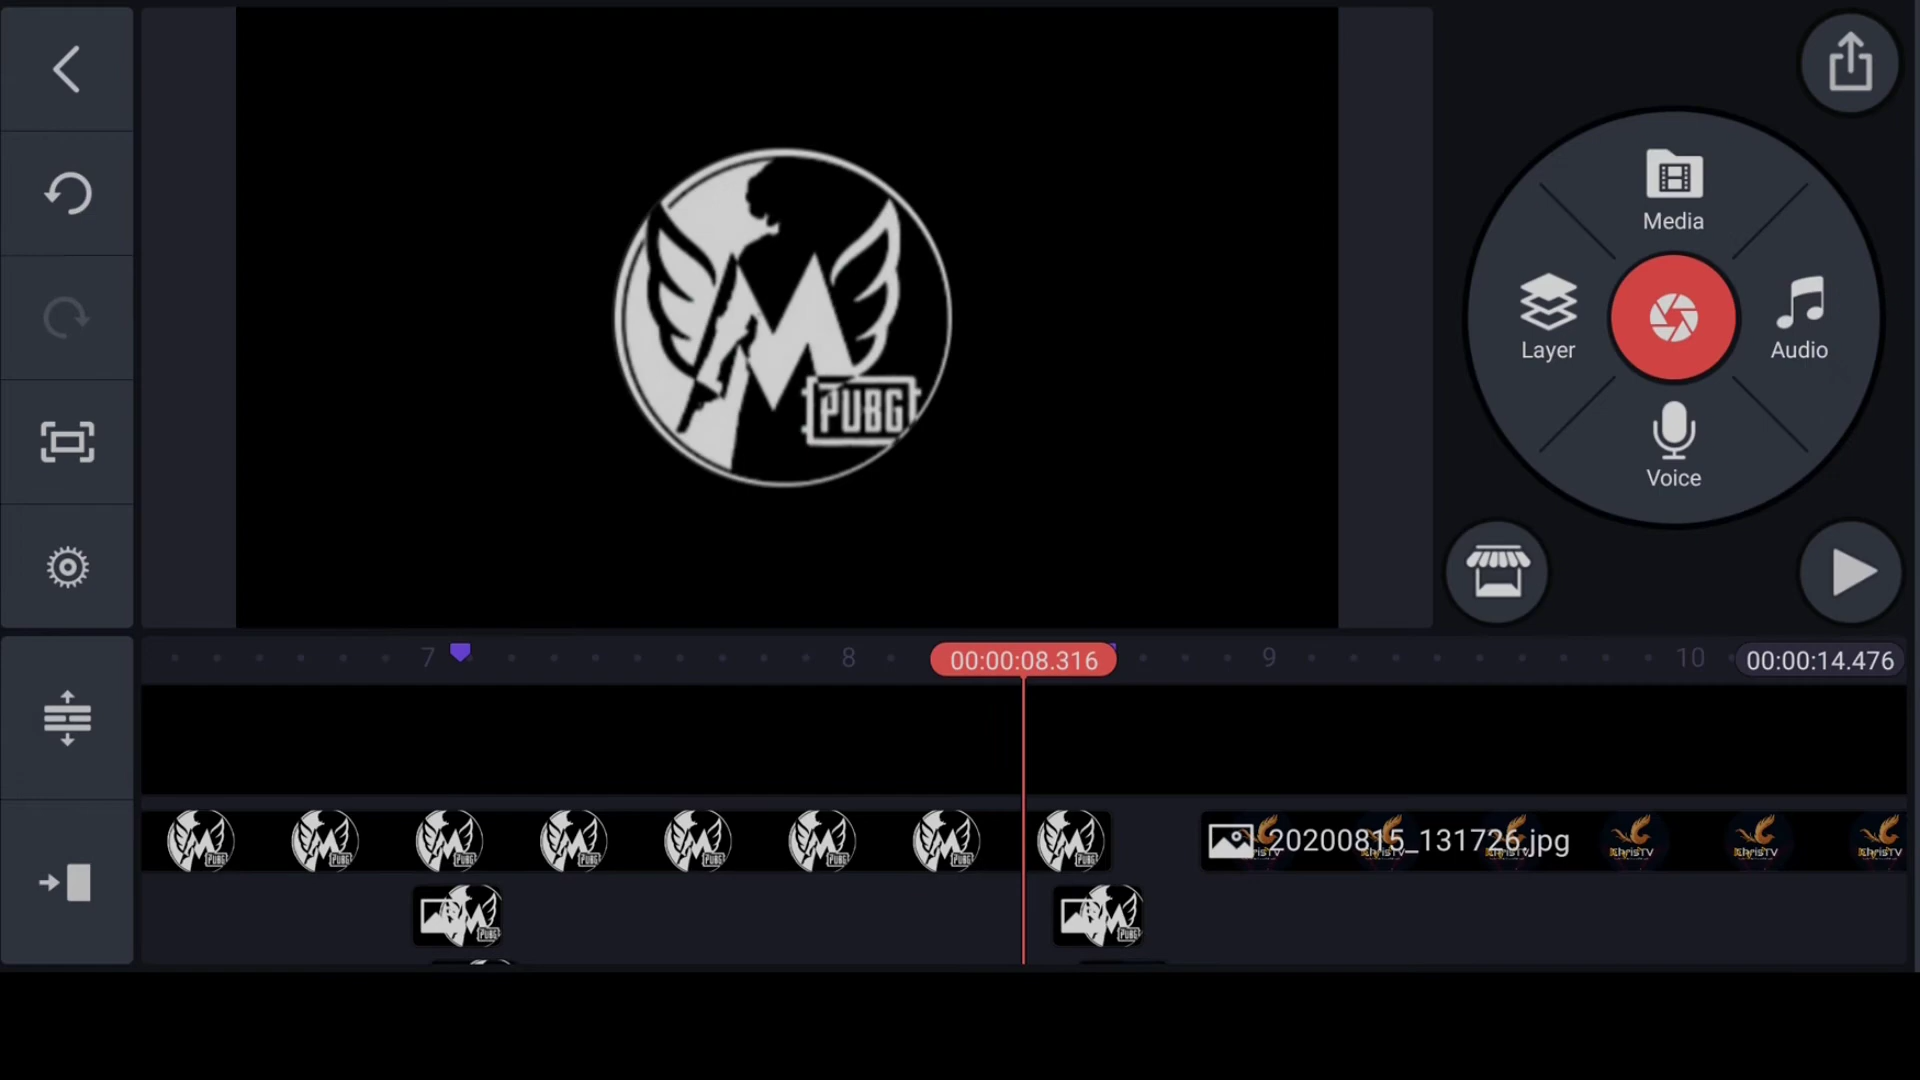 Media
Layer
Audio
Voice
PUBG
7
8
00:00:08.316
9
10
00:00:14.476
20200815_131726.jpg